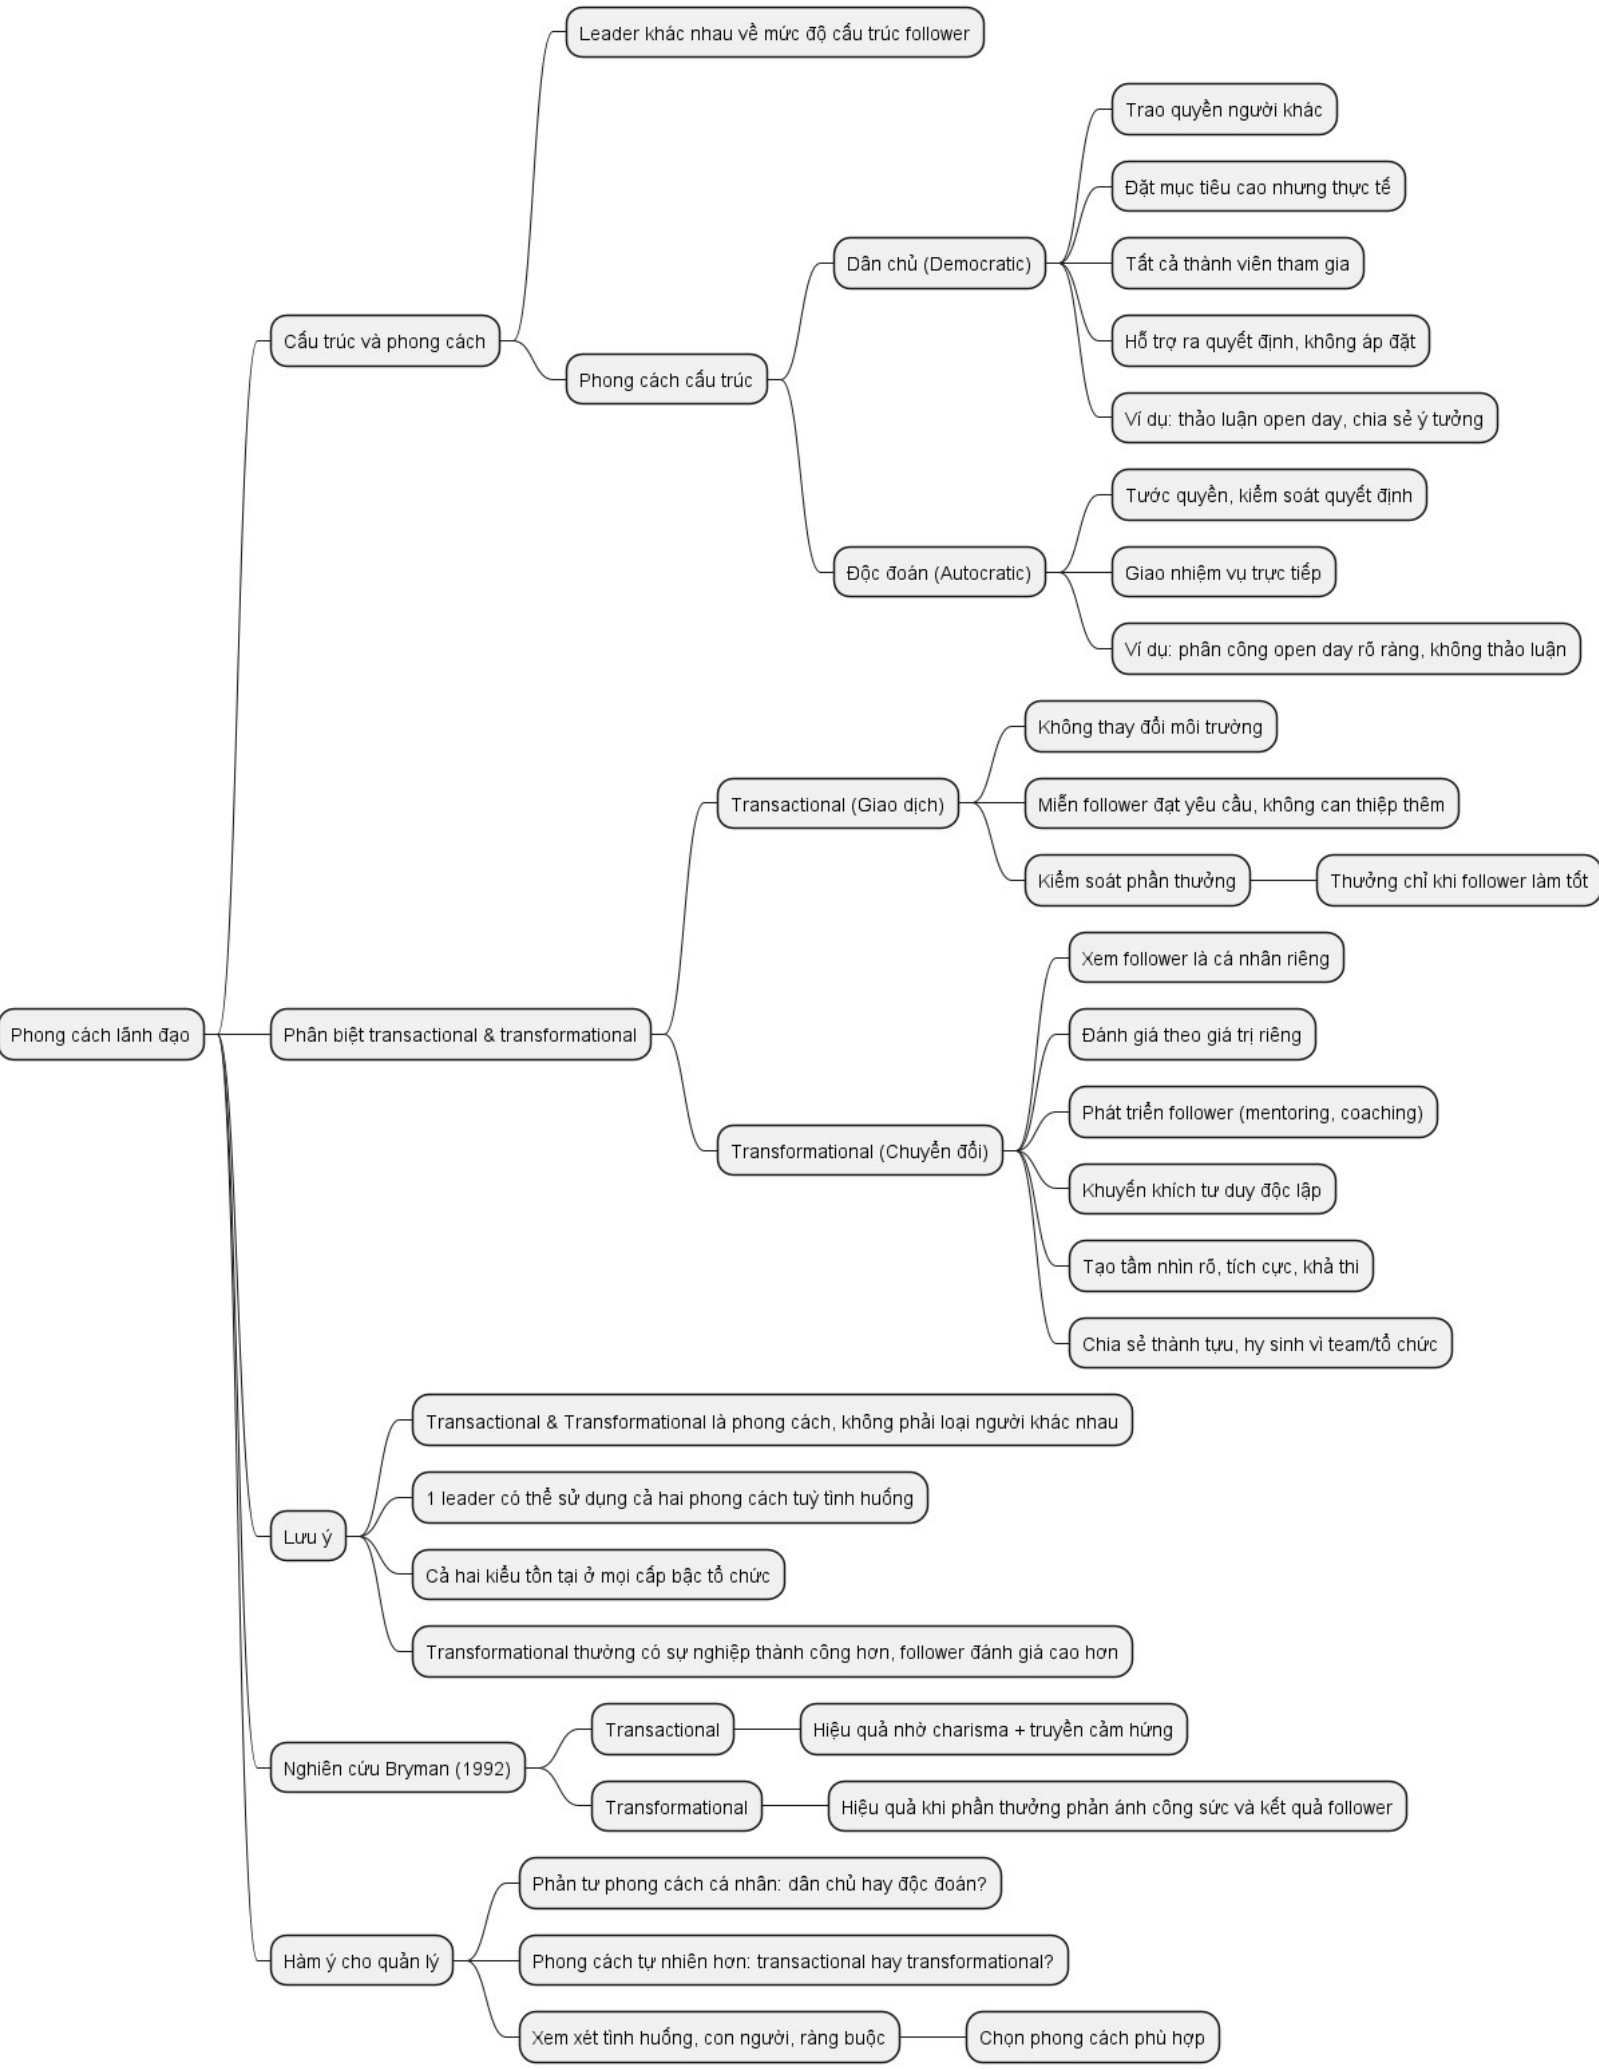 Phong cách lãnh đạo
Cấu trúc và phong cách
Leader khác nhau về mức độ cấu trúc follower
Phong cách cấu trúc
Dân chủ (Democratic)
Trao quyền người khác
Đặt mục tiêu cao nhưng thực tế
Tất cả thành viên tham gia
Hỗ trợ ra quyết định, không áp đặt
Ví dụ: thảo luận open day, chia sẻ ý tưởng
Độc đoán (Autocratic)
Tước quyền, kiểm soát quyết định
Giao nhiệm vụ trực tiếp
Ví dụ: phân công open day rõ ràng, không thảo luận
Phân biệt transactional & transformational
Transactional (Giao dịch)
Không thay đổi môi trường
Miễn follower đạt yêu cầu, không can thiệp thêm
Kiểm soát phần thưởng
Thưởng chỉ khi follower làm tốt
Transformational (Chuyển đổi)
Xem follower là cá nhân riêng
Đánh giá theo giá trị riêng
Phát triển follower (mentoring, coaching)
Khuyến khích tư duy độc lập
Tạo tầm nhìn rõ, tích cực, khả thi
Chia sẻ thành tựu, hy sinh vì team/tổ chức
Lưu ý
Transactional & Transformational là phong cách, không phải loại người khác nhau
1 leader có thể sử dụng cả hai phong cách tuỳ tình huống
Cả hai kiểu tồn tại ở mọi cấp bậc tổ chức
Transformational thường có sự nghiệp thành công hơn, follower đánh giá cao hơn
Nghiên cứu Bryman (1992)
Transactional
Hiệu quả nhờ charisma + truyền cảm hứng
Transformational
Hiệu quả khi phần thưởng phản ánh công sức và kết quả follower
Hàm ý cho quản lý
Phản tư phong cách cá nhân: dân chủ hay độc đoán?
Phong cách tự nhiên hơn: transactional hay transformational?
Xem xét tình huống, con người, ràng buộc
Chọn phong cách phù hợp